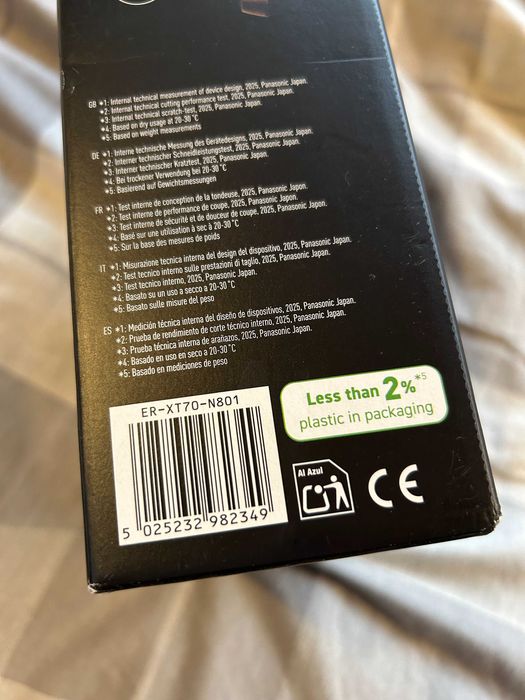 GB *1: Internal technical measurement of device design, 2025, Panasonic Japan.
*2: Internal technical cutting performance test, 2025, Panasonic Japan.
*3: Internal technical scratch-test, 2025, Panasonic Japan.
*4: Based on dry usage at 20-30°C
*5: Based on weight measurements
DE *1: Interne technische Messung des Gerätedesigns, 2025, Panasonic Japan.
*2: Interner technischer Schneidleistungstest, 2025, Panasonic Japan.
*3: Interner technischer Kratztest, 2025, Panasonic Japan.
*4: Bei trockener Verwendung bei 20-30°C
*5: Basierend auf Gewichtsmessungen
FR *1: Test interne de conception de la tondeuse, 2025, Panasonic Japan.
*2: Test interne de performance de coupe, 2025, Panasonic Japan.
*3: Test interne de sécurité et de douceur de coupe, 2025, Panasonic Japan.
*4: Basé sur une utilisation à sec à 20-30°C
*5: Sur la base des mesures de poids
IT *1: Misurazione tecnica interna del design del dispositivo, 2025, Panasonic Japan.
*2: Test tecnico interno sulle prestazioni di taglio, 2025, Panasonic Japan.
*3: Test tecnico interno, 2025, Panasonic Japan.
*4: Basato su un uso a secco a 20-30°C
*5: Basato sulle misure del peso
ES *1: Medición técnica interna del diseño de dispositivos, 2025, Panasonic Japan.
*2: Prueba de rendimiento de corte técnico interno, 2025, Panasonic Japan.
*3: Prueba técnica interna de arañazos, 2025, Panasonic Japan.
*4: Basado en uso en seco a 20-30°C
*5: Basado en mediciones de peso
ER-XT70-N801
5 025232 982349
Less than 2%*5
plastic in packaging
Al Azul
CE